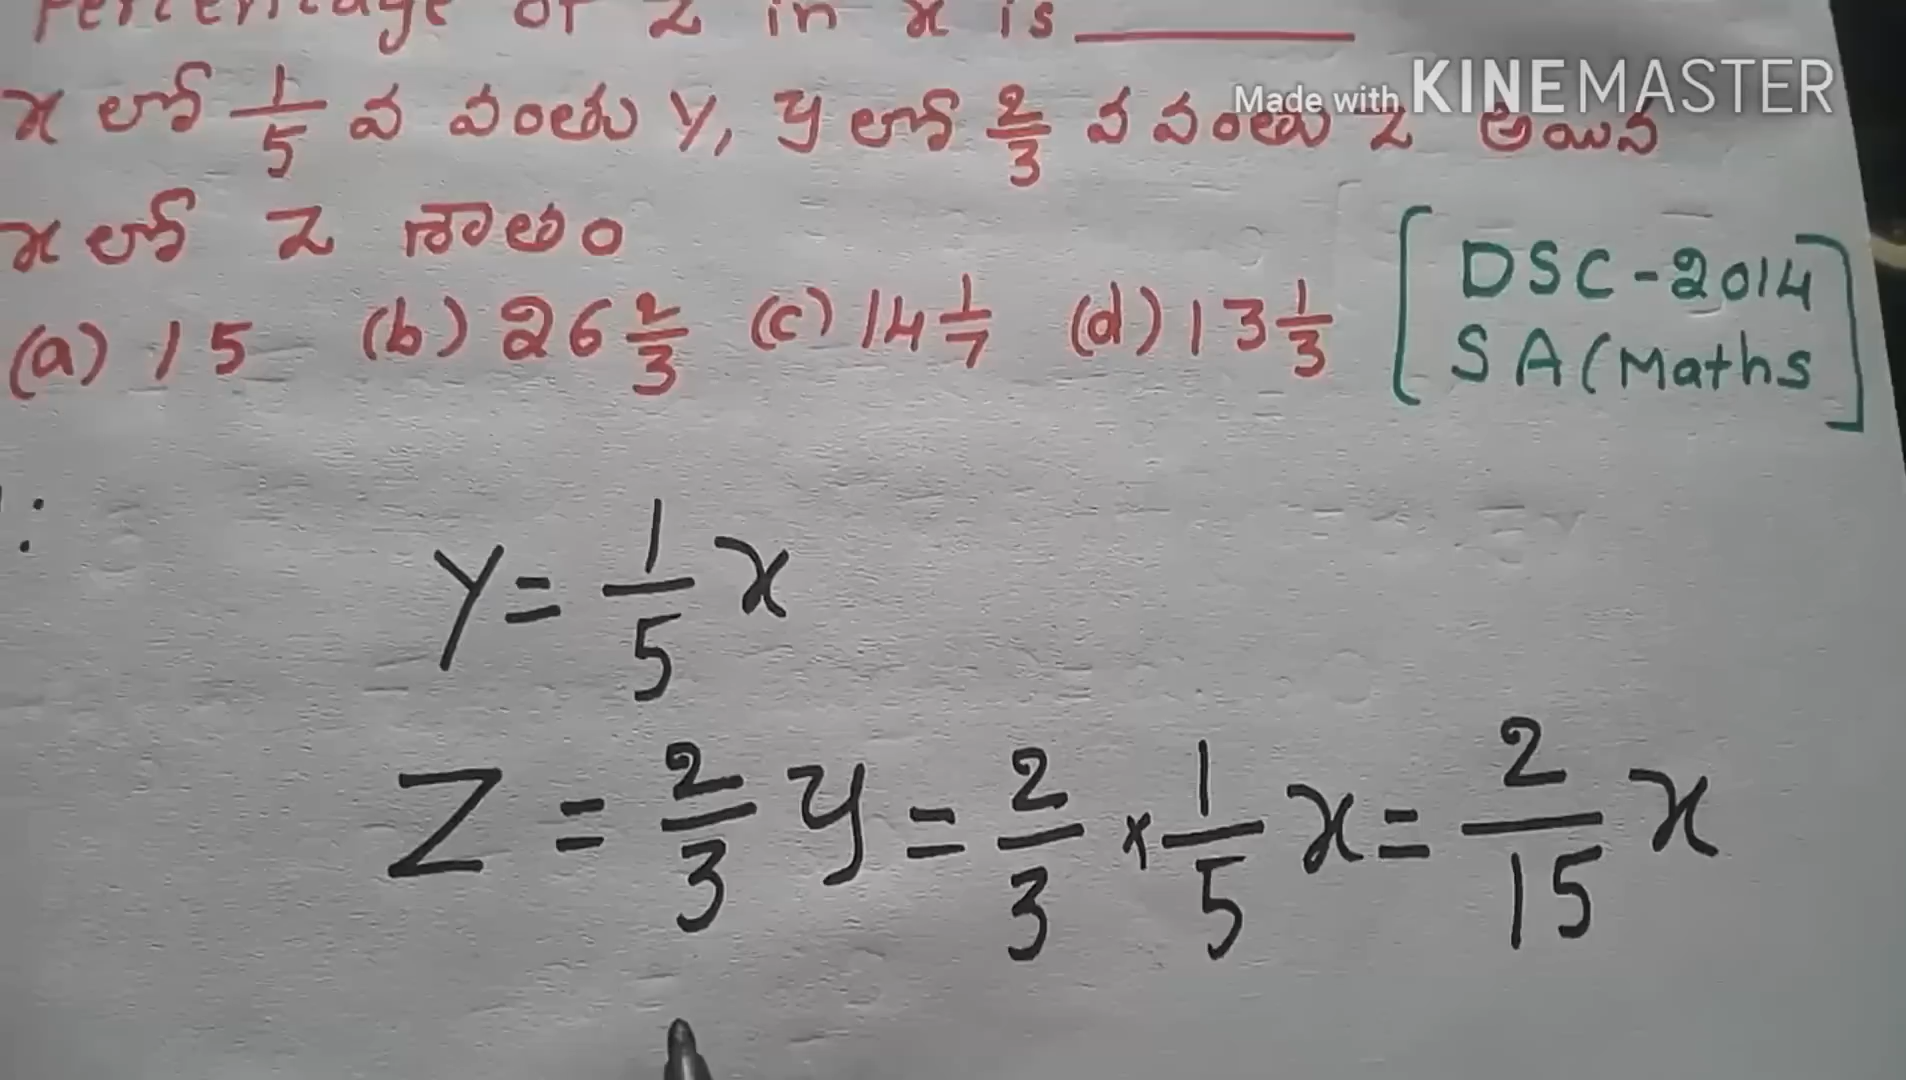 Percentage of Z in x is ______
x లో 1/5 వ వంతు y, y లో 2/3 వ వంతు Z అయిన
Made with KINEMASTER
x లో Z శాతం
(a) 15 (b) 26 2/3 (c) 14 1/7 (d) 13 1/3
[DSC-2014
SA(Maths]
:
y = 1/5 x
Z = 2/3 y = 2/3 × 1/5 x = 2/15 x